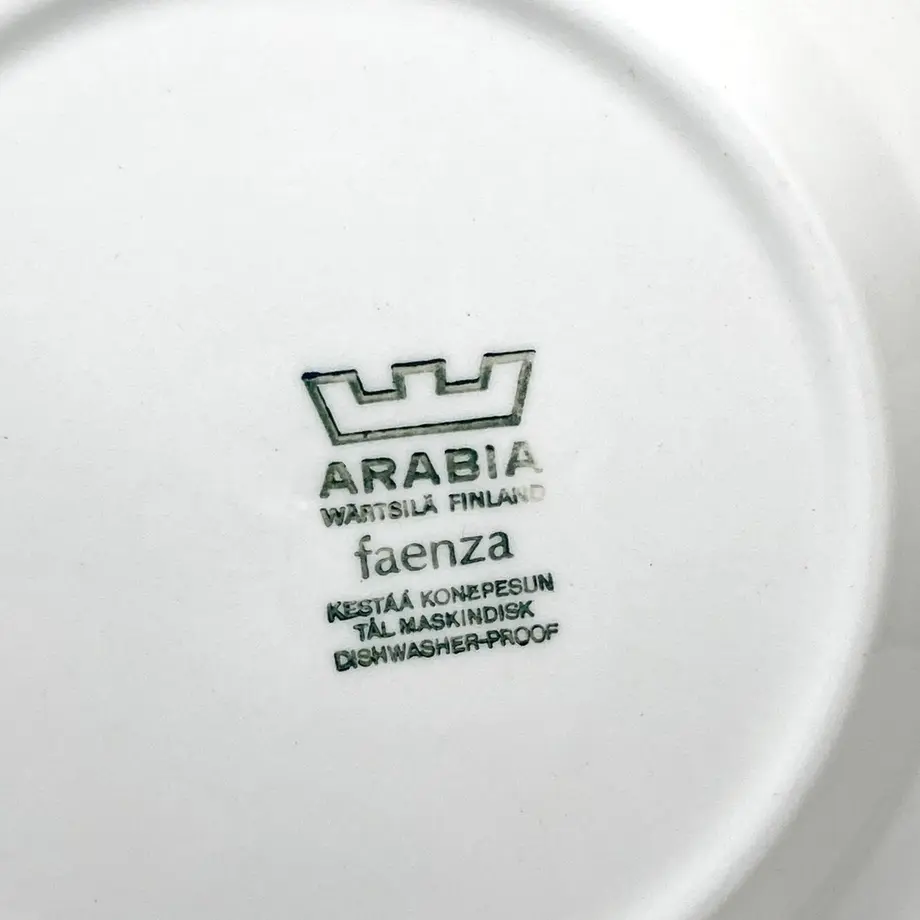 ARABIA
WÄRTSILÄ FINLAND
faenza
KESTÄÄ KONEPESUN
TÅL MASKINDISK
DISHWASHER-PROOF